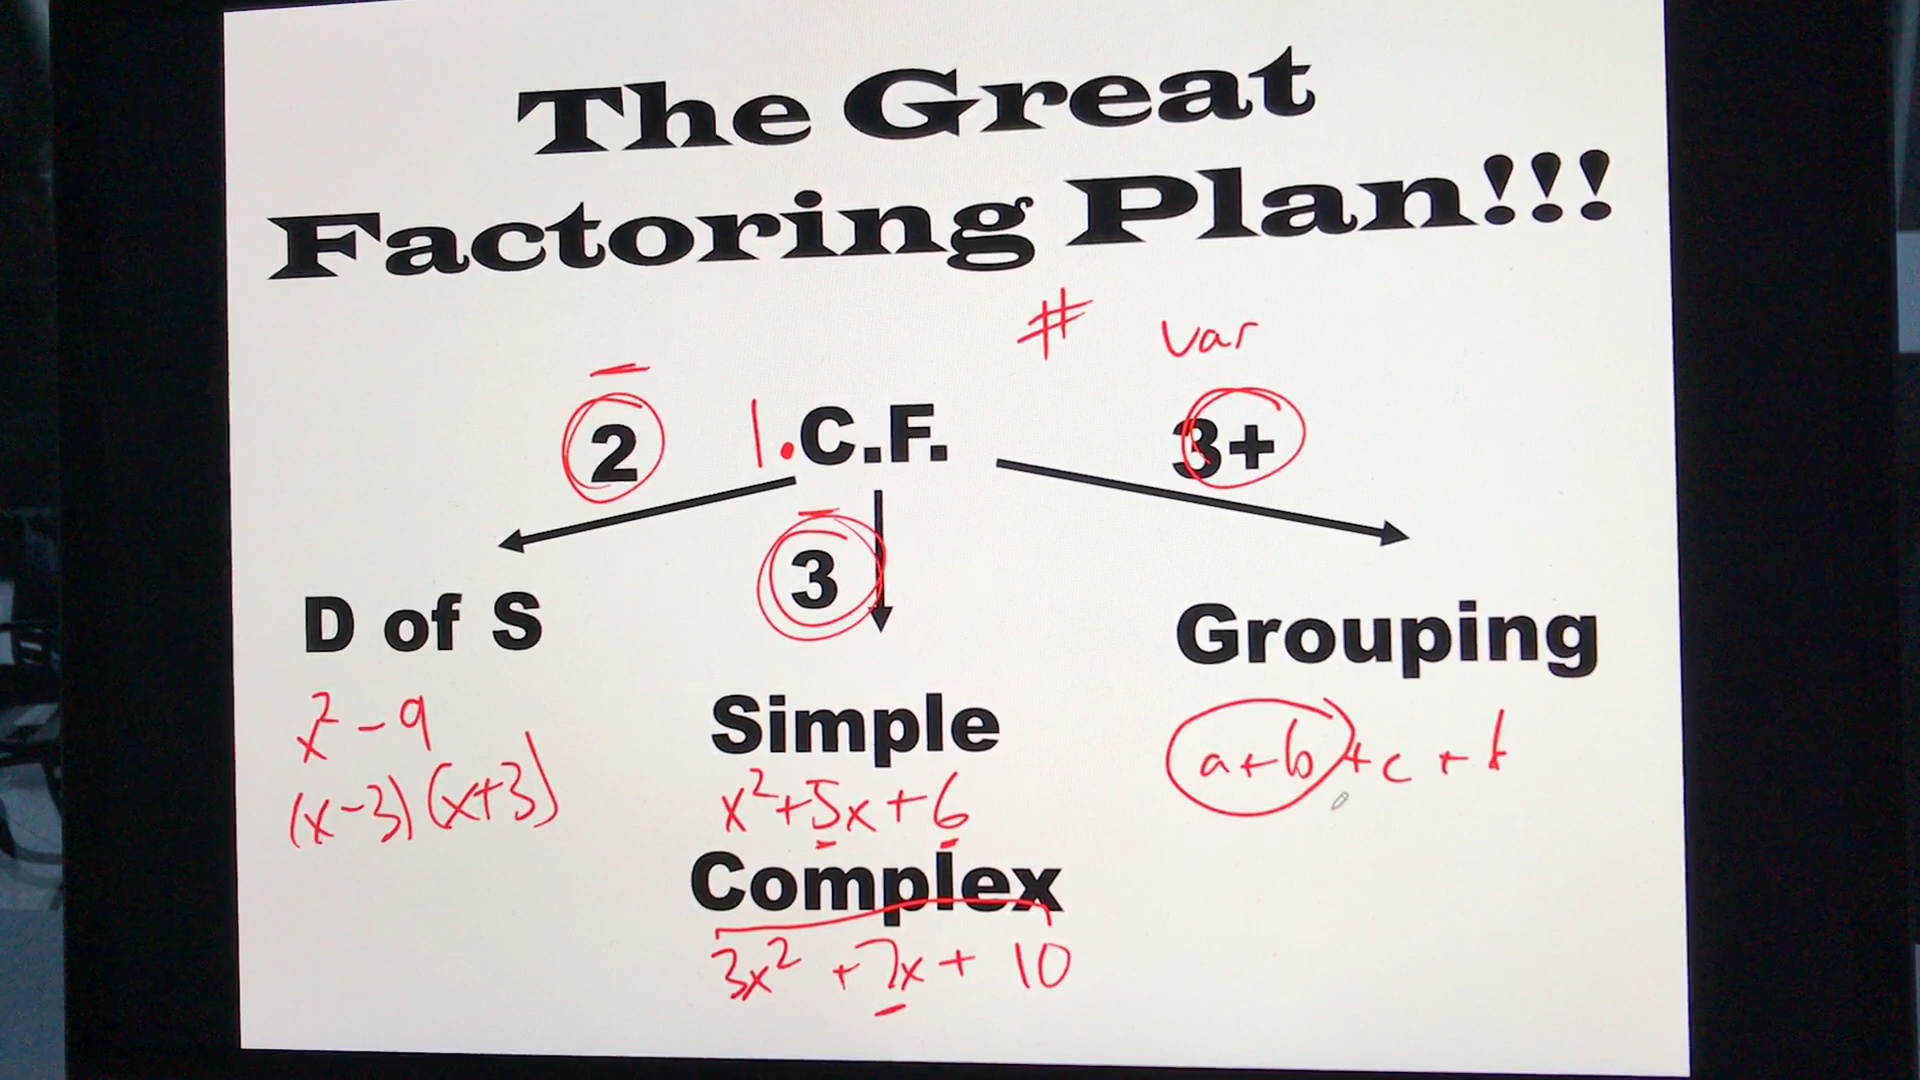 The Great
Factoring Plan!!!
# var
2 1.C.F. 3+
3
D of S
Grouping
x² - 9
Simple
a+b + c + d
(x-3)(x+3)
x²+5x+6
Complex
3x² + 7x + 10